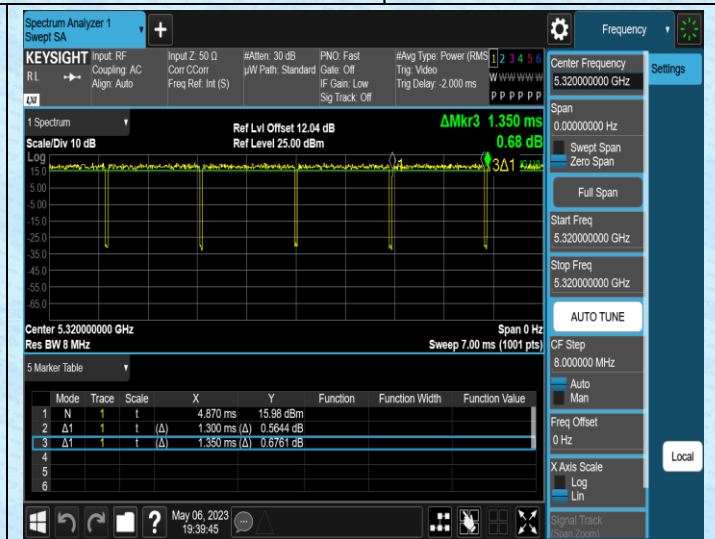 Spectrum Analyzer 1
Swept SA
Frequency
KEYSIGHT Input: RF Input Z: 50 Ω #Atten: 30 dB PNO: Fast #Avg Type: Power (RMS 1 2 3 4 5 6
RL Coupling: AC Corr CCorr µW Path: Standard Gate: Off Trig: Video W W W W W W
Align: Auto Freq Ref: Int (S) IF Gain: Low Trig Delay: -2.000 ms
LXI Sig Track: Off P P P P P P
1 Spectrum
Scale/Div 10 dB
Ref Lvl Offset 12.04 dB
Ref Level 25.00 dBm
ΔMkr3 1.350 ms
0.68 dB
Log
15.0
5.00
-5.00
-15.0
-25.0
-35.0
-45.0
-55.0
-65.0
1
3Δ1
Center 5.320000000 GHz Span 0 Hz
Res BW 8 MHz Sweep 7.00 ms (1001 pts)
5 Marker Table
Mode Trace Scale X Y Function Function Width Function Value
1 N 1 t 4.870 ms 15.98 dBm
2 Δ1 1 t (Δ) 1.300 ms (Δ) 0.5644 dB
3 Δ1 1 t (Δ) 1.350 ms (Δ) 0.6761 dB
4
5
6
?
May 06, 2023
19:39:45
Center Frequency
5.320000000 GHz
Settings
Span
0.00000000 Hz
Swept Span
Zero Span
Full Span
Start Freq
5.320000000 GHz
Stop Freq
5.320000000 GHz
AUTO TUNE
CF Step
8.000000 MHz
Auto
Man
Freq Offset
0 Hz
Local
X Axis Scale
Log
Lin
Signal Track
(Span Zoom)